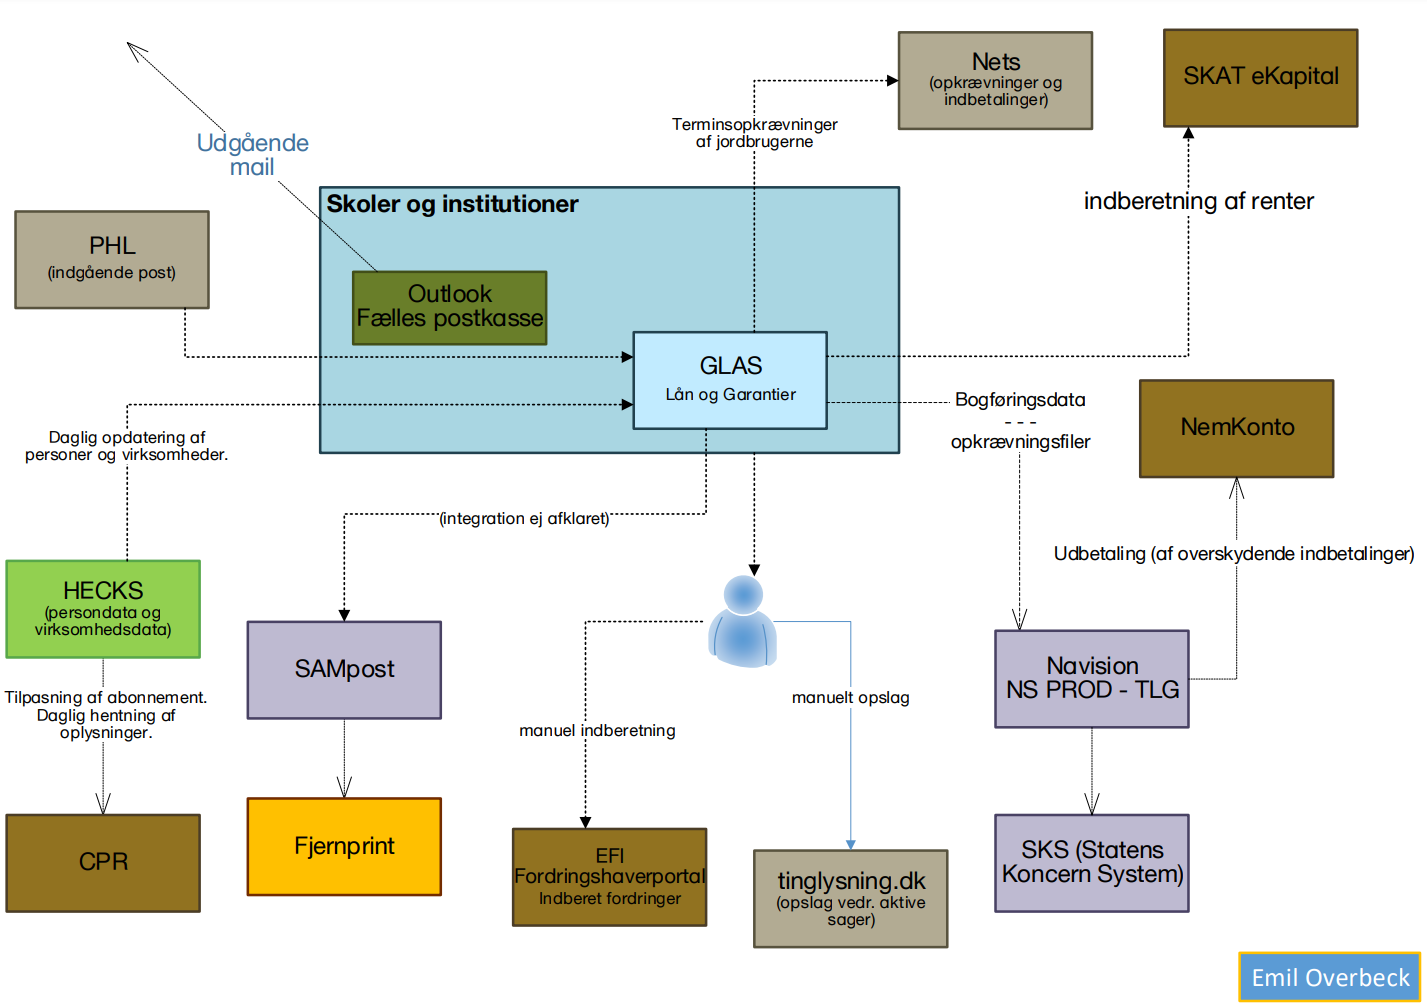 Nets
(opkrævninger og
indbetalinger)
SKAT eKapital
Terminsopkrævninger
af jordbrugerne
Udgående
mail
Skoler og institutioner
indberetning af renter
PHL
(indgående post)
Outlook
Fælles postkasse
GLAS
Lån og Garantier
Bogføringsdata
- - -
opkrævningsfiler
NemKonto
Daglig opdatering af
personer og virksomheder.
(integration ej afklaret)
Udbetaling (af overskydende indbetalinger)
HECKS
(persondata og
virksomhedsdata)
SAMpost
Navision
NS PROD - TLG
Tilpasning af abonnement.
Daglig hentning af
oplysninger.
manuelt opslag
manuel indberetning
CPR
Fjernprint
EFI
Fordringshaverportal
Indberet fordringer
tinglysning.dk
(opslag vedr. aktive
sager)
SKS (Statens
Koncern System)
Emil Overbeck